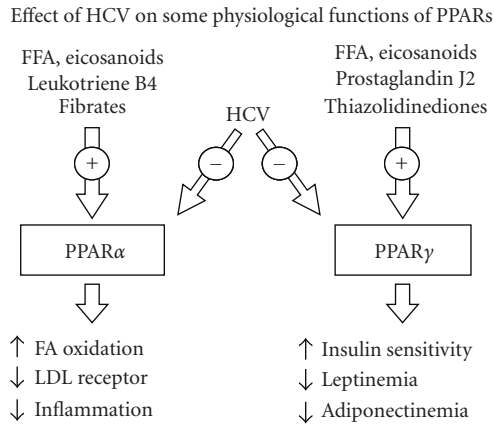 Effect of HCV on some physiological functions of PPARs
FFA, eicosanoids
Leukotriene B4
Fibrates
HCV
FFA, eicosanoids
Prostaglandin J2
Thiazolidinediones
+
−
−
+
PPARα
PPARγ
↑ FA oxidation
↓ LDL receptor
↓ Inflammation
↑ Insulin sensitivity
↓ Leptinemia
↓ Adiponectinemia